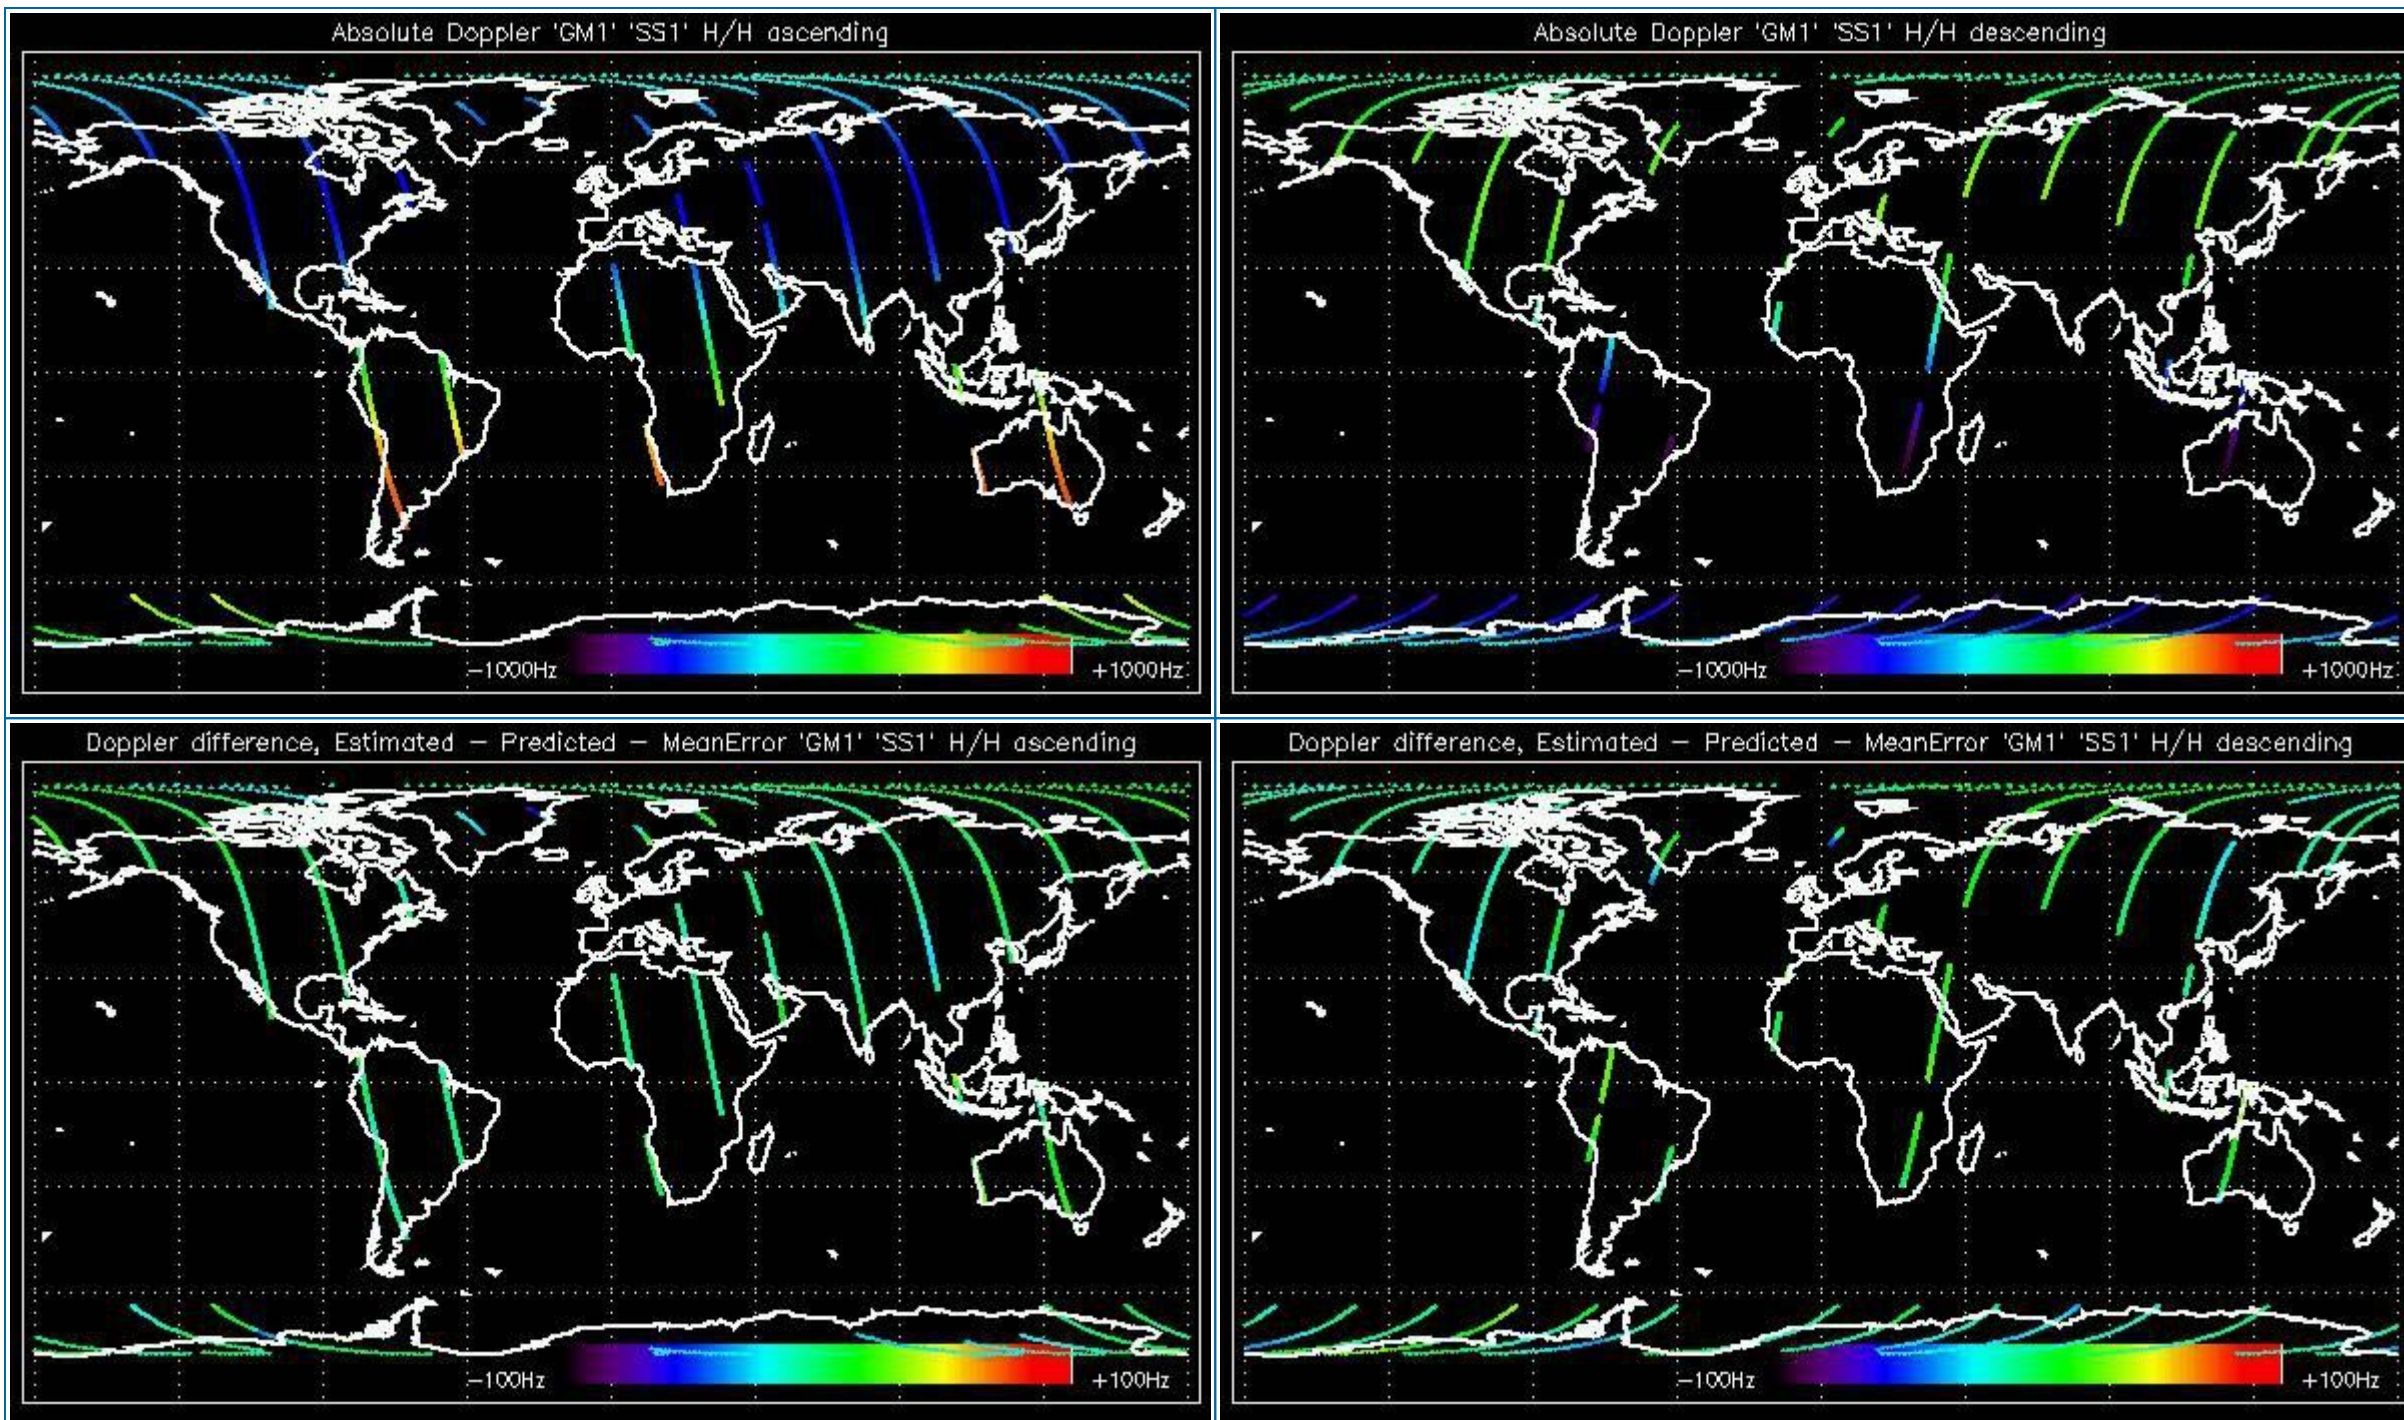 Absolute Doppler 'GM1' 'SS1' H/H ascending
−1000Hz
+1000Hz
Absolute Doppler 'GM1' 'SS1' H/H descending
−1000Hz
+1000Hz
Doppler difference, Estimated − Predicted − MeanError 'GM1' 'SS1' H/H ascending
−100Hz
+100Hz
Doppler difference, Estimated − Predicted − MeanError 'GM1' 'SS1' H/H descending
−100Hz
+100Hz